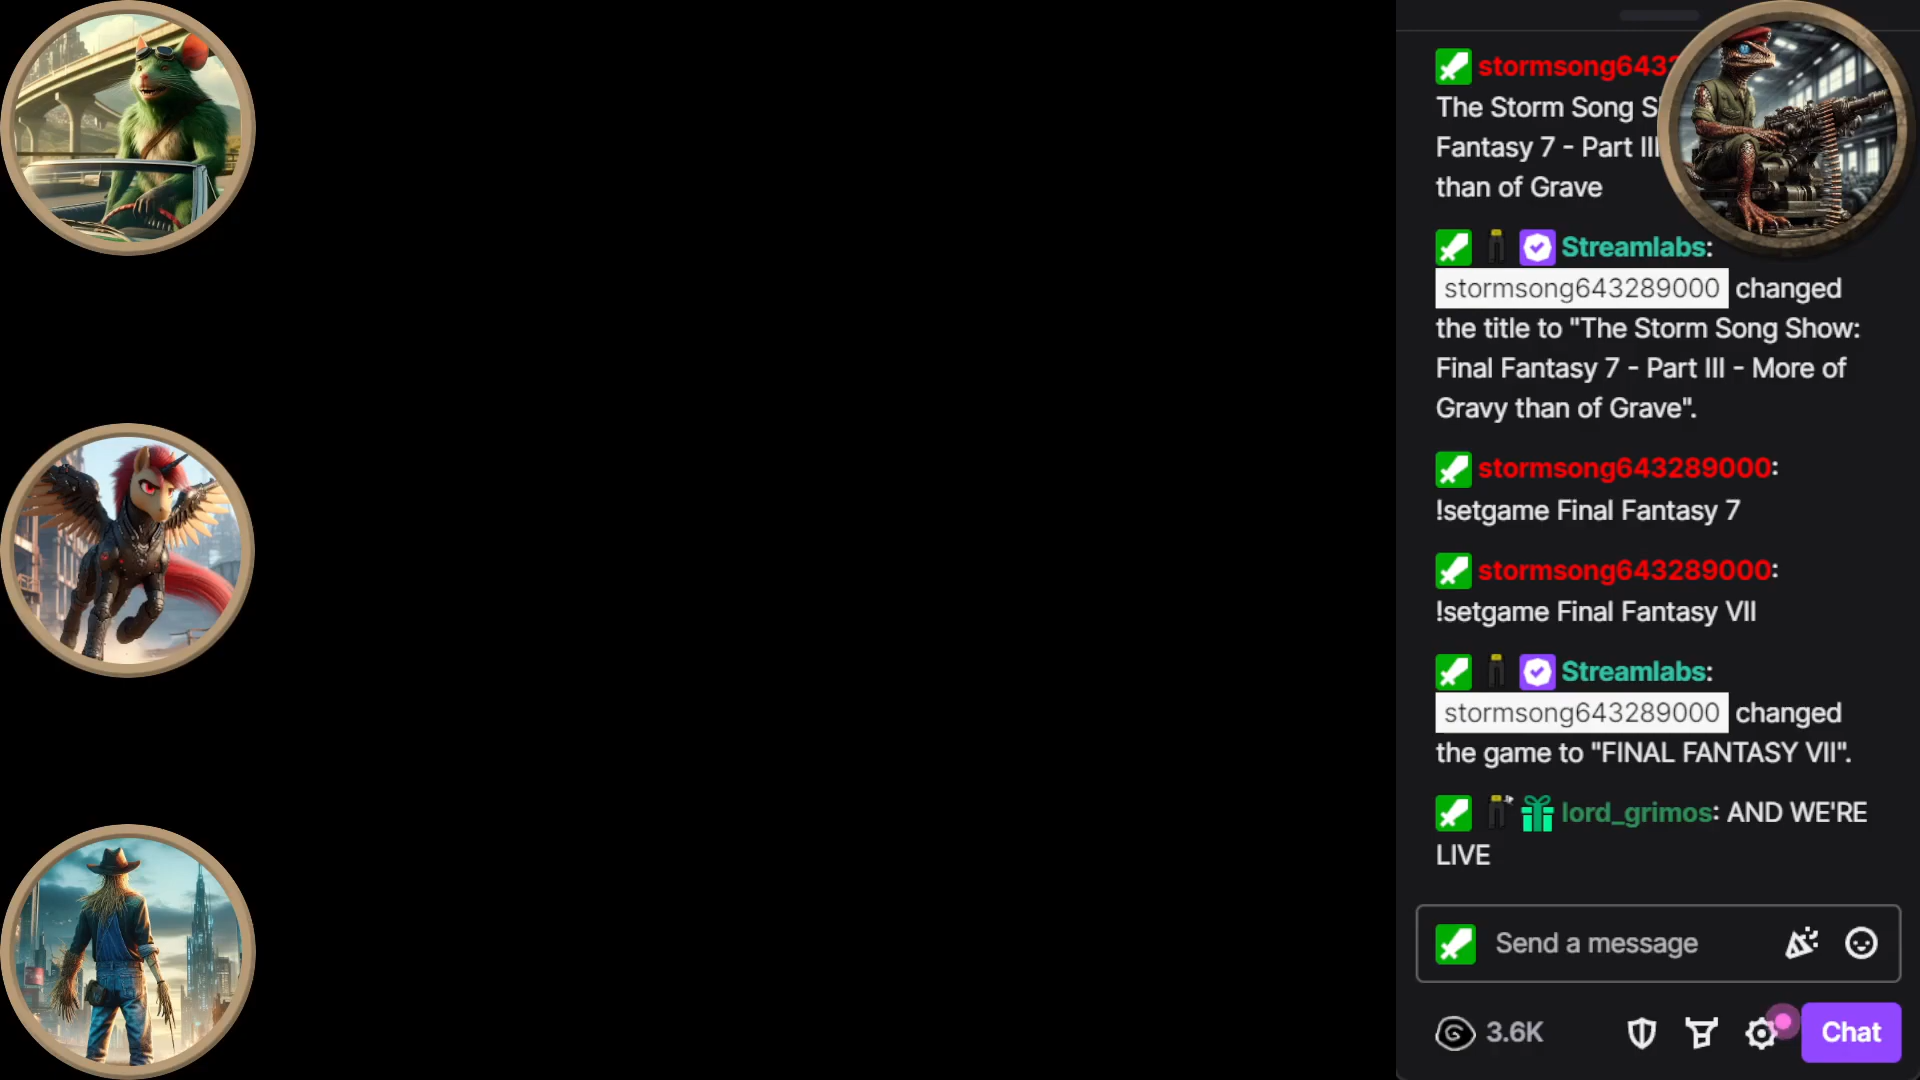 stormsong643
The Storm Song S
Fantasy 7 - Part III
than of Grave
Streamlabs:
stormsong643289000 changed
the title to "The Storm Song Show:
Final Fantasy 7 - Part III - More of
Gravy than of Grave".
stormsong643289000:
!setgame Final Fantasy 7
stormsong643289000:
!setgame Final Fantasy VII
Streamlabs:
stormsong643289000 changed
the game to "FINAL FANTASY VII".
lord_grimos: AND WE'RE
LIVE
Send a message
3.6K
Chat